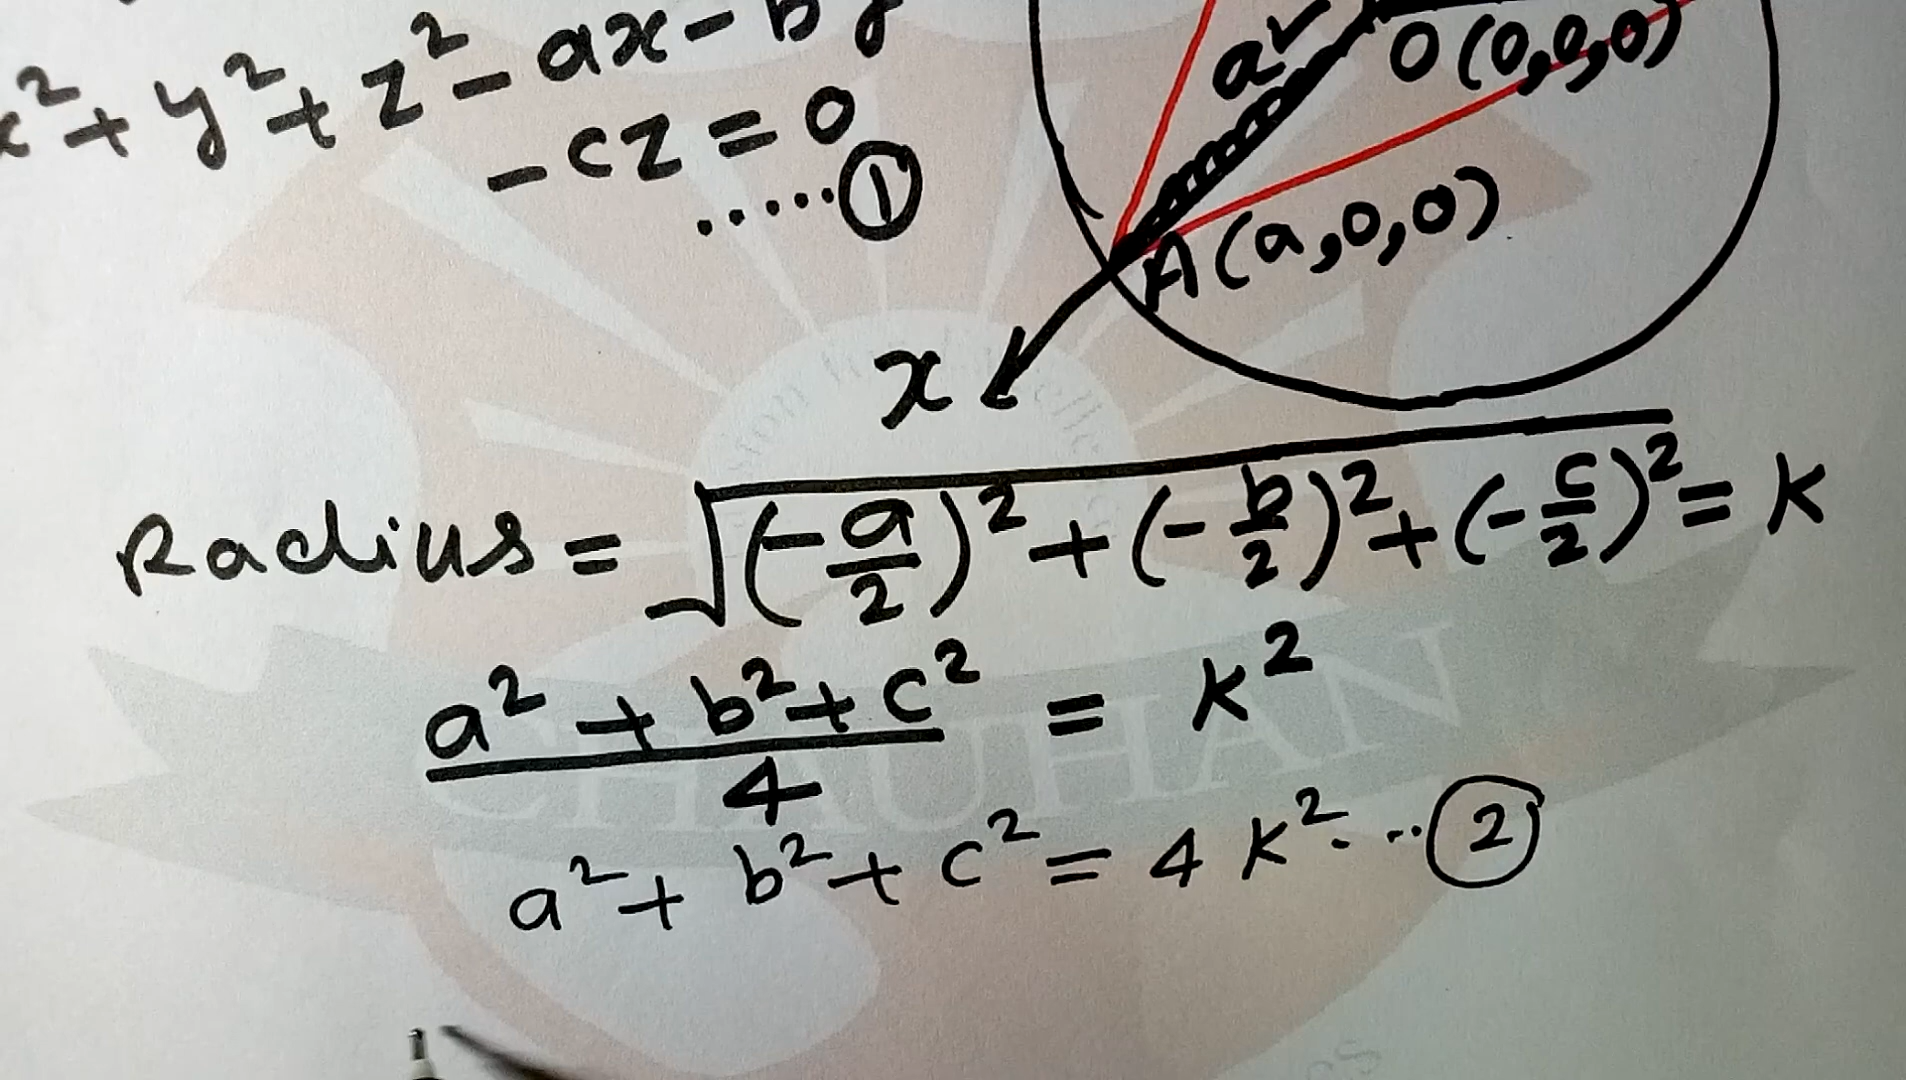 x²+y²+z²-ax-by
-cz=0
.....①
a
O(0,0,0)
A(a,0,0)
x
Radius=√(-a/2)²+(-b/2)²+(-c/2)²=k
a²+b²+c²/4 = k²
a²+b²+c²=4k²...②
CHAUHAN